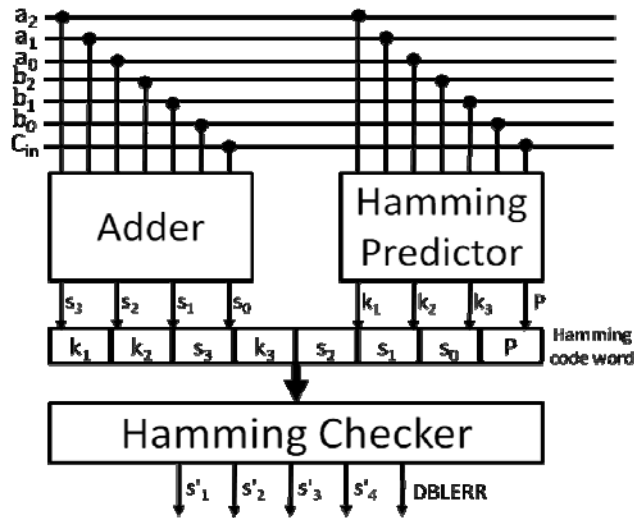 a₂
a₁
a₀
b₂
b₁
b₀
Cᵢₙ
Adder
Hamming
Predictor
s₃ s₂ s₁ s₀ k₁ k₂ k₃ P
k₁ k₂ s₃ k₃ s₂ s₁ s₀ P
Hamming
code word
Hamming Checker
s'₁ s'₂ s'₃ s'₄ DBLERR